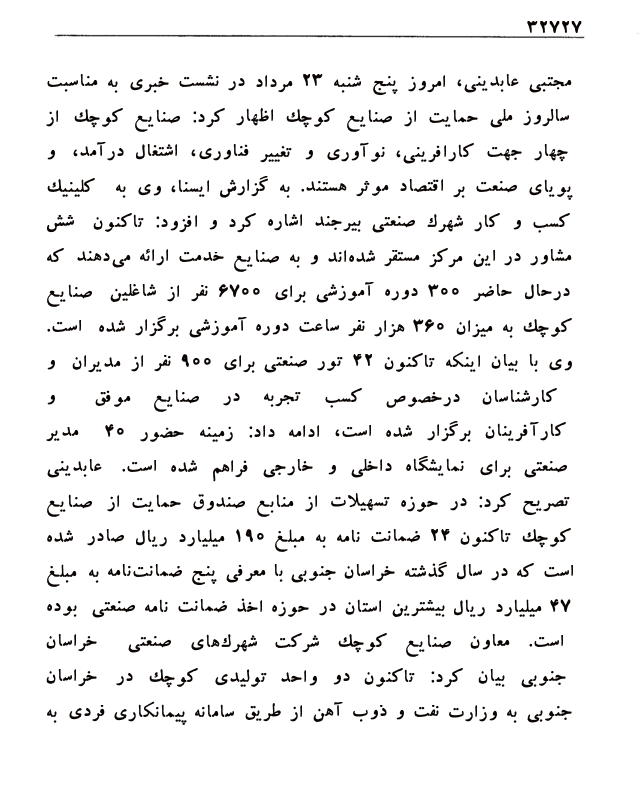 ۳۲۷۲۷
مجتبی عابدینی، امروز پنج شنبه ۲۳ مرداد در نشست خبری به مناسبت
سالروز ملی حمایت از صنایع کوچك اظهار کرد: صنایع کوچك از
چهار جهت کارافرینی، نوآوری و تغییر فناوری، اشتغال درآمد، و
پویای صنعت بر اقتصاد موثر هستند. به گزارش ایسنا، وی به کلینیك
کسب و کار شهرك صنعتی بیرجند اشاره کرد و افزود: تاکنون شش
مشاور در این مرکز مستقر شده‌اند و به صنایع خدمت ارائه می‌دهند که
درحال حاضر ۳۰۰ دوره آموزشی برای ۶۷۰۰ نفر از شاغلین صنایع
کوچك به میزان ۳۶۰ هزار نفر ساعت دوره آموزشی برگزار شده است.
وی با بیان اینکه تاکنون ۴۲ تور صنعتی برای ۹۰۰ نفر از مدیران و
کارشناسان درخصوص کسب تجربه در صنایع موفق و
کارآفرینان برگزار شده است، ادامه داد: زمینه حضور ۴۰ مدیر
صنعتی برای نمایشگاه داخلی و خارجی فراهم شده است. عابدینی
تصریح کرد: در حوزه تسهیلات از منابع صندوق حمایت از صنایع
کوچك تاکنون ۲۴ ضمانت نامه به مبلغ ۱۹۰ میلیارد ریال صادر شده
است که در سال گذشته خراسان جنوبی با معرفی پنج ضمانت‌نامه به مبلغ
۴۷ میلیارد ریال بیشترین استان در حوزه اخذ ضمانت نامه صنعتی بوده
است. معاون صنایع کوچك شرکت شهرك‌های صنعتی خراسان
جنوبی بیان کرد: تاکنون دو واحد تولیدی کوچك در خراسان
جنوبی به وزارت نفت و ذوب آهن از طریق سامانه پیمانکاری فردی به